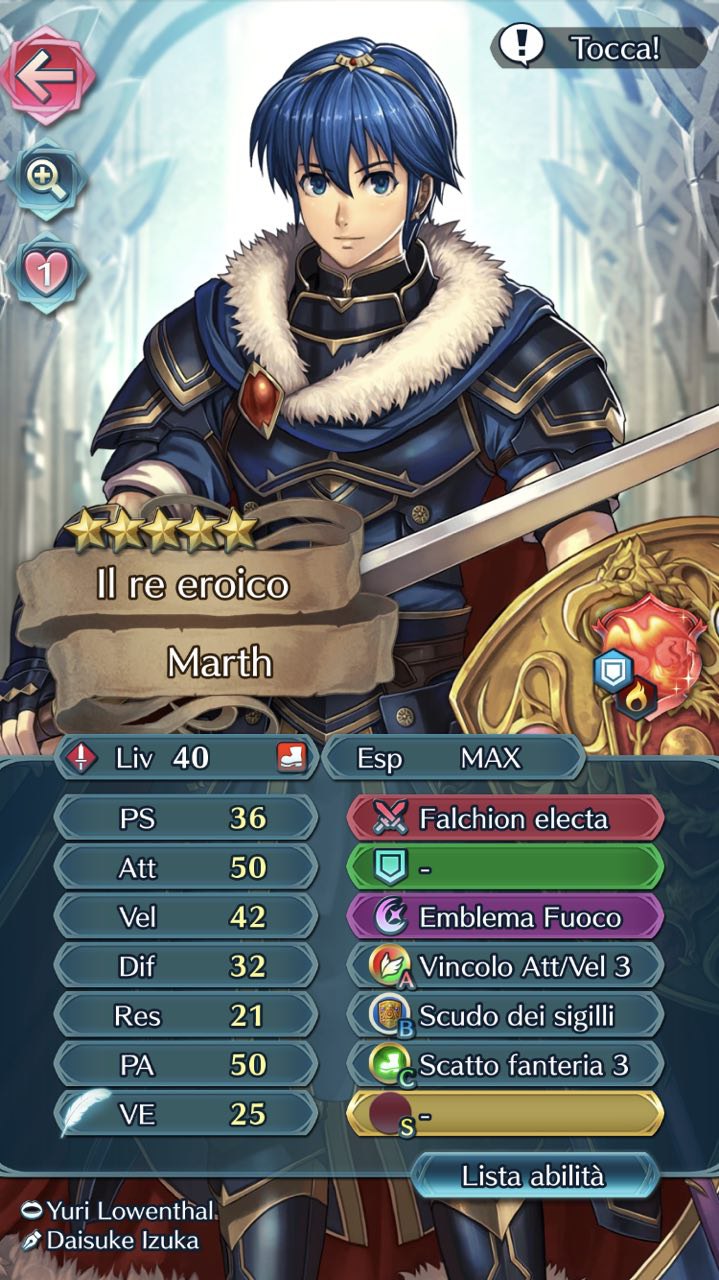 ! Tocca!
1
Il re eroico
Marth
Liv 40
Esp MAX
PS 36
Falchion electa
Att 50
-
Vel 42
Emblema Fuoco
Dif 32
A Vincolo Att/Vel 3
Res 21
B Scudo dei sigilli
PA 50
C Scatto fanteria 3
VE 25
S -
Lista abilità
Yuri Lowenthal
Daisuke Izuka